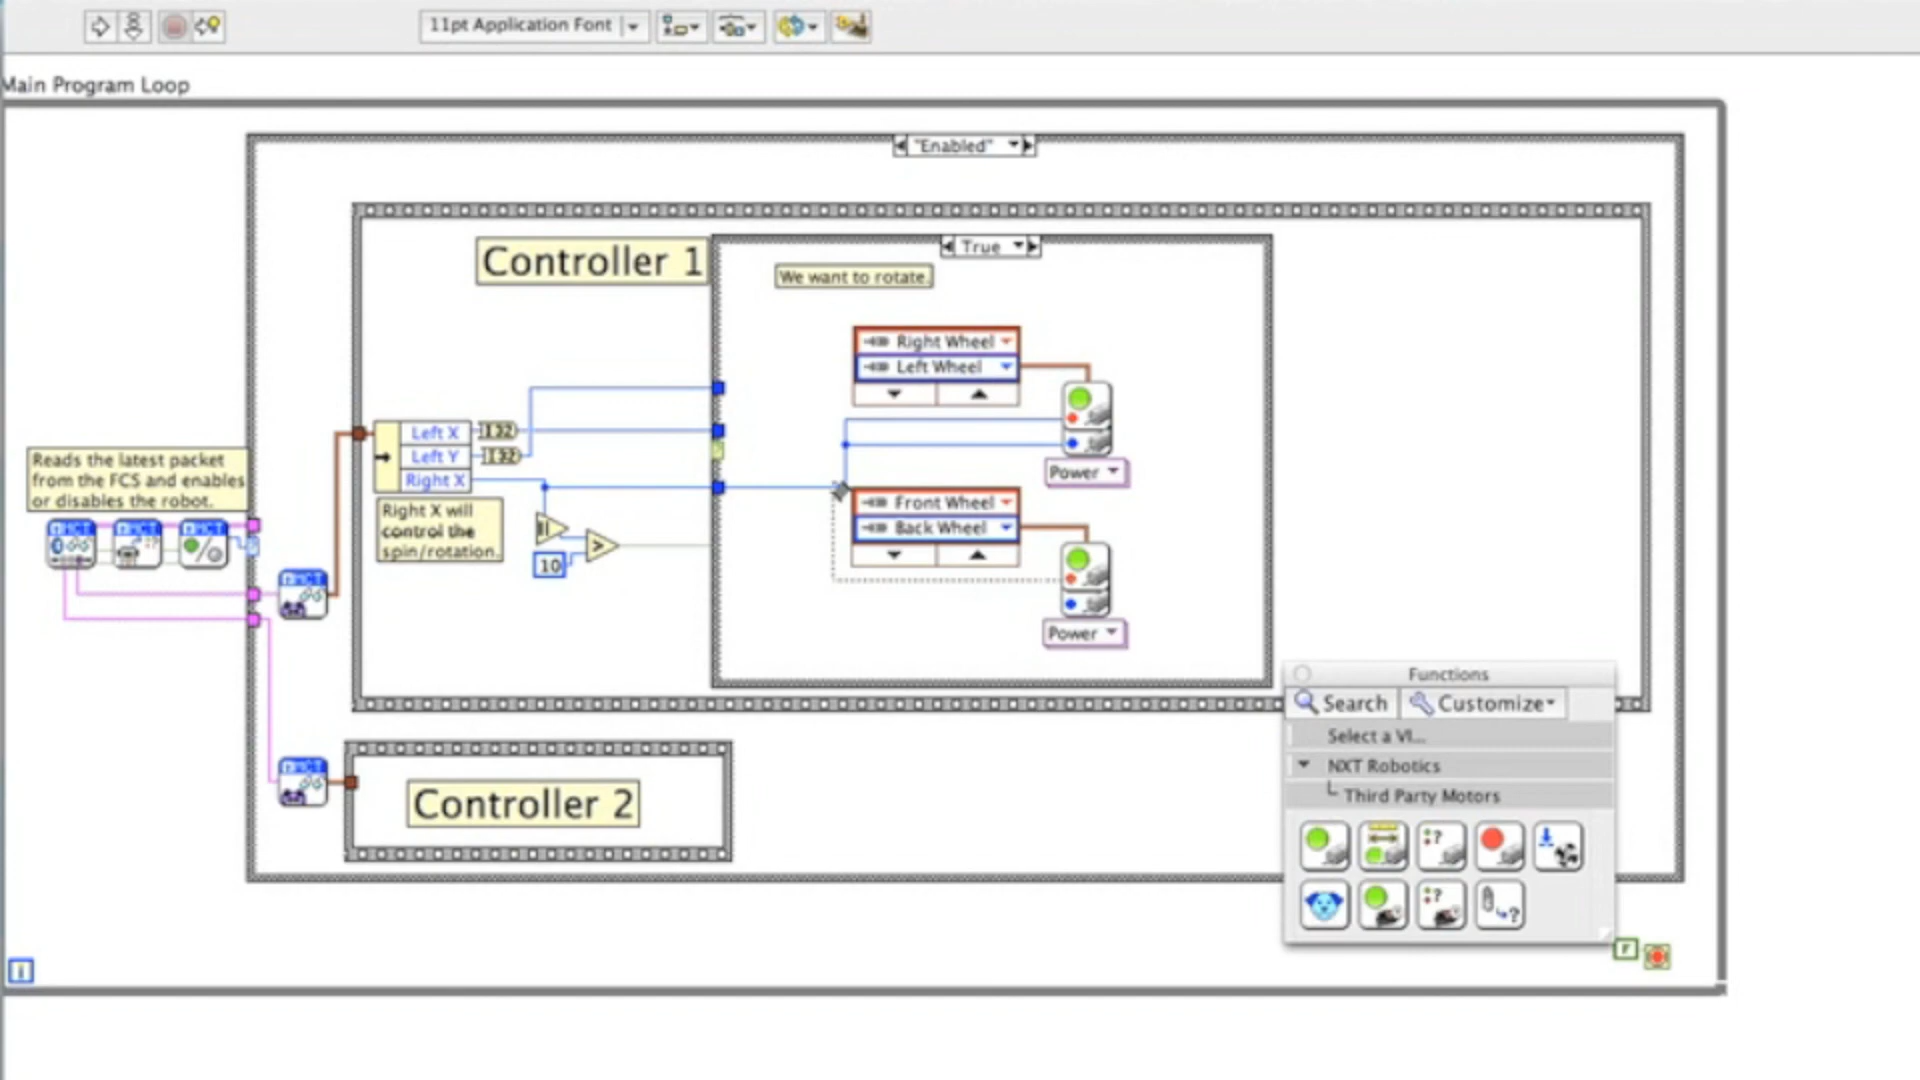 11pt Application Font
Main Program Loop
"Enabled"
Controller 1
True
We want to rotate.
Right Wheel
Left Wheel
Left X
I32
Left Y
I32
Right X
Power
Reads the latest packet
from the FCS and enables
or disables the robot.
Front Wheel
Back Wheel
Right X will
control the
spin/rotation.
>
10
Power
Functions
Search
Customize
Select a VI...
NXT Robotics
Third Party Motors
Controller 2
F
i